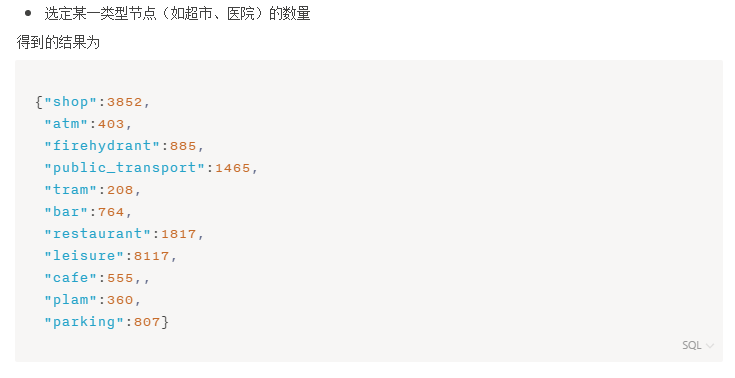 • 选定某一类型节点（如超市、医院）的数量
得到的结果为
{"shop":3852,
"atm":403,
"firehydrant":885,
"public_transport":1465,
"tram":208,
"bar":764,
"restaurant":1817,
"leisure":8117,
"cafe":555,,
"plam":360,
"parking":807}
SQL